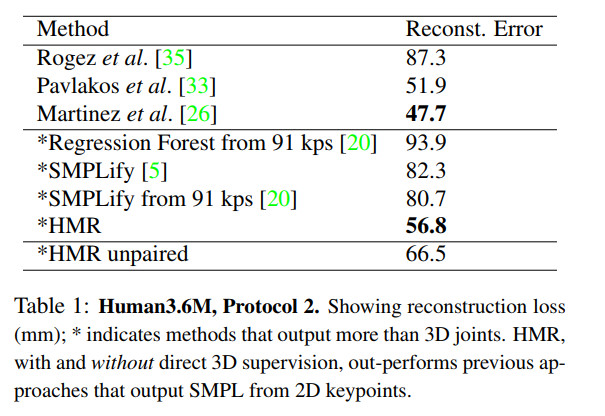 Method Reconst. Error
Rogez et al. [35] 87.3
Pavlakos et al. [33] 51.9
Martinez et al. [26] 47.7
*Regression Forest from 91 kps [20] 93.9
*SMPLify [5] 82.3
*SMPLify from 91 kps [20] 80.7
*HMR 56.8
*HMR unpaired 66.5
Table 1: Human3.6M, Protocol 2. Showing reconstruction loss
(mm); * indicates methods that output more than 3D joints. HMR,
with and without direct 3D supervision, out-performs previous ap-
proaches that output SMPL from 2D keypoints.